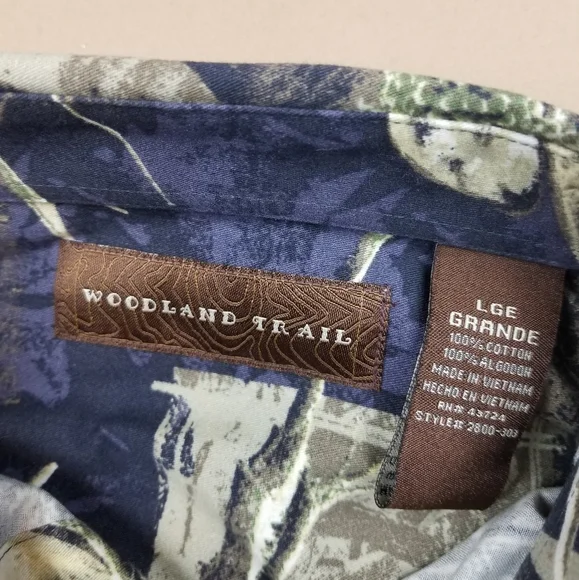 WOODLAND TRAIL
LGE
GRANDE
100% COTTON
100% ALGODON
MADE IN VIETNAM
HECHO EN VIETNAM
RN# 43724
STYLE# 2800-303